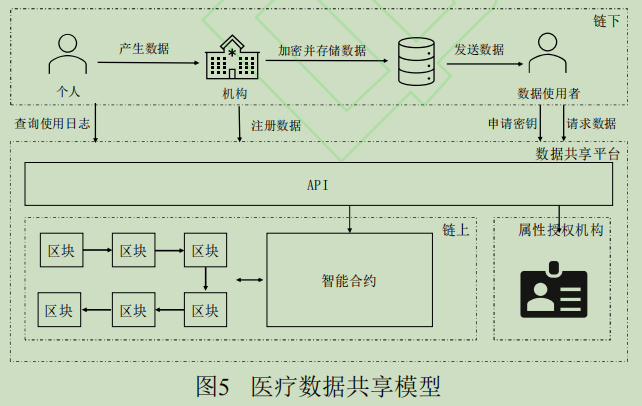 链下
产生数据
加密并存储数据
发送数据
个人
机构
数据使用者
查询使用日志
注册数据
申请密钥
请求数据
数据共享平台
API
链上
属性授权机构
区块
区块
区块
智能合约
区块
区块
区块
图5 医疗数据共享模型